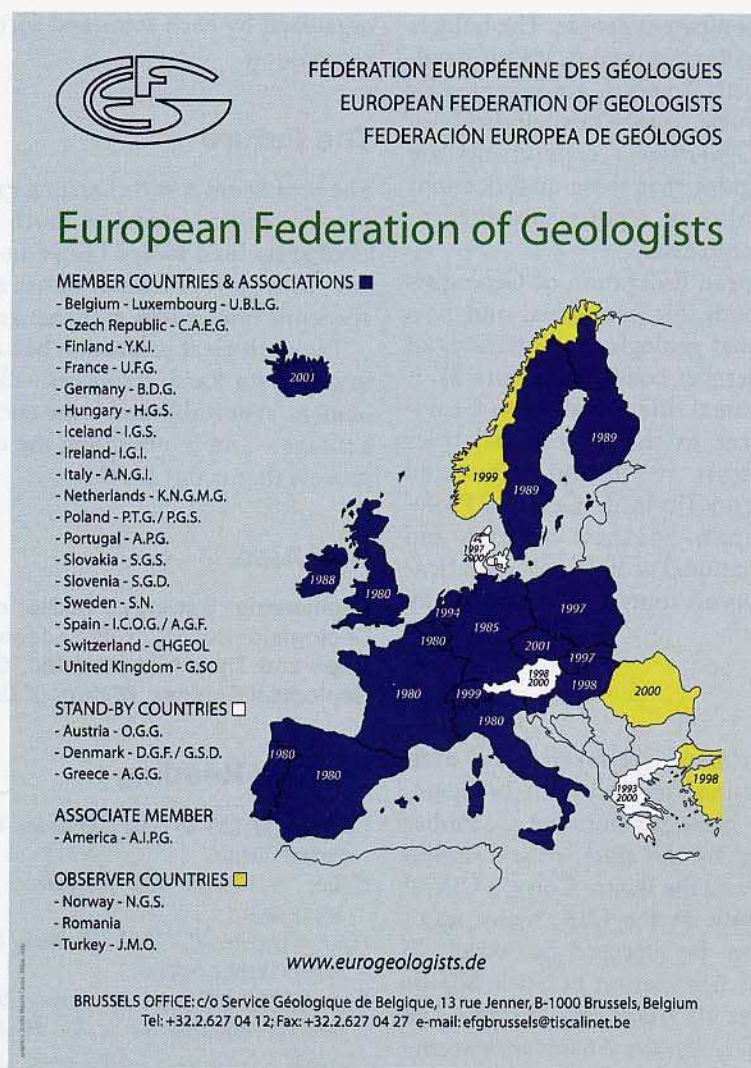 FÉDÉRATION EUROPÉENNE DES GÉOLOGUES
EUROPEAN FEDERATION OF GEOLOGISTS
FEDERACIÓN EUROPEA DE GEÓLOGOS
European Federation of Geologists
MEMBER COUNTRIES & ASSOCIATIONS
- Belgium - Luxembourg - U.B.L.G.
- Czech Republic - C.A.E.G.
- Finland - Y.K.I.
- France - U.F.G.
- Germany - B.D.G.
- Hungary - H.G.S.
- Iceland - I.G.S.
- Ireland- I.G.I.
- Italy - A.N.G.I.
- Netherlands - K.N.G.M.G.
- Poland - P.T.G. / P.G.S.
- Portugal - A.P.G.
- Slovakia - S.G.S.
- Slovenia - S.G.D.
- Sweden - S.N.
- Spain - I.C.O.G. / A.G.F.
- Switzerland - CHGEOL
- United Kingdom - G.SO
STAND-BY COUNTRIES
- Austria - O.G.G.
- Denmark - D.G.F. / G.S.D.
- Greece - A.G.G.
ASSOCIATE MEMBER
- America - A.I.P.G.
OBSERVER COUNTRIES
- Norway - N.G.S.
- Romania
- Turkey - J.M.O.
2001
1989
1999
1989
1997
2000
1988
1980
1994
1985
1997
1980
2001
1997
1998
2000
1998
1980
1999
2000
1980
1980
1980
1998
1993
2000
www.eurogeologists.de
BRUSSELS OFFICE: c/o Service Géologique de Belgique, 13 rue Jenner, B-1000 Brussels, Belgium
Tel: +32.2.627 04 12; Fax: +32.2.627 04 27 e-mail: efgbrussels@tiscalinet.be